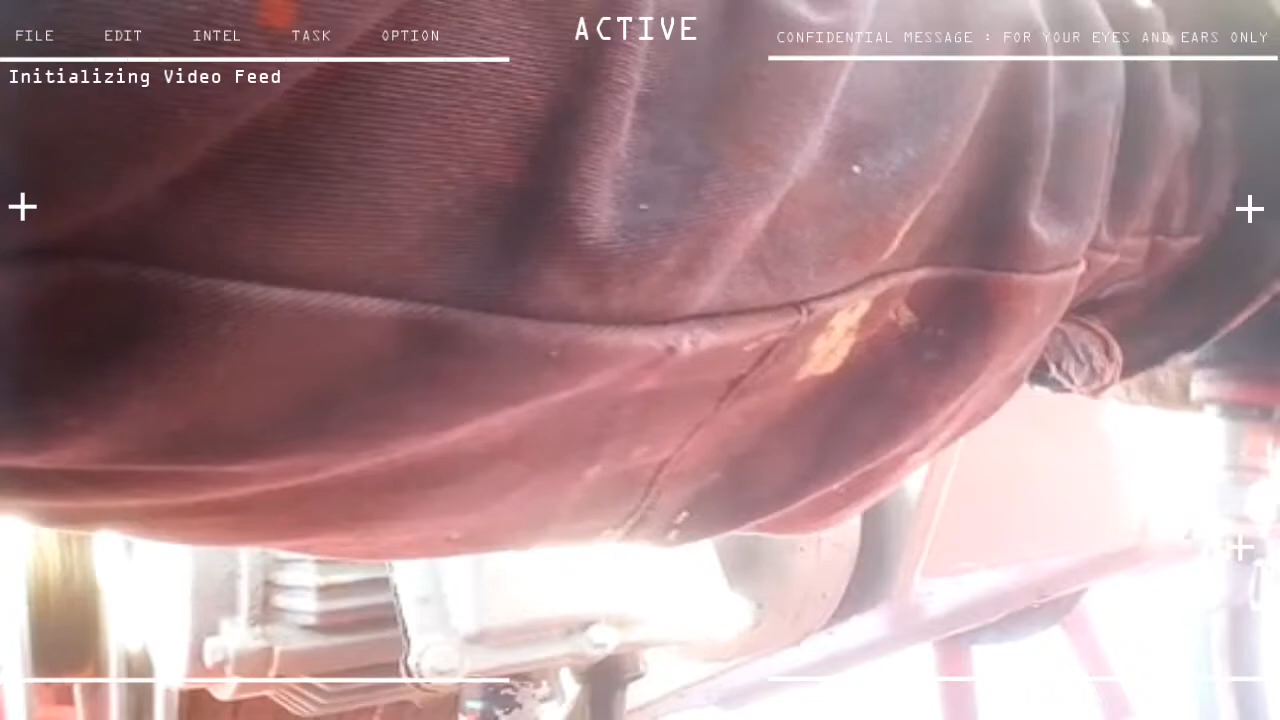 FILE EDIT INTEL TASK OPTION
ACTIVE
CONFIDENTIAL MESSAGE : FOR YOUR EYES AND EARS ONLY
Initializing Video Feed